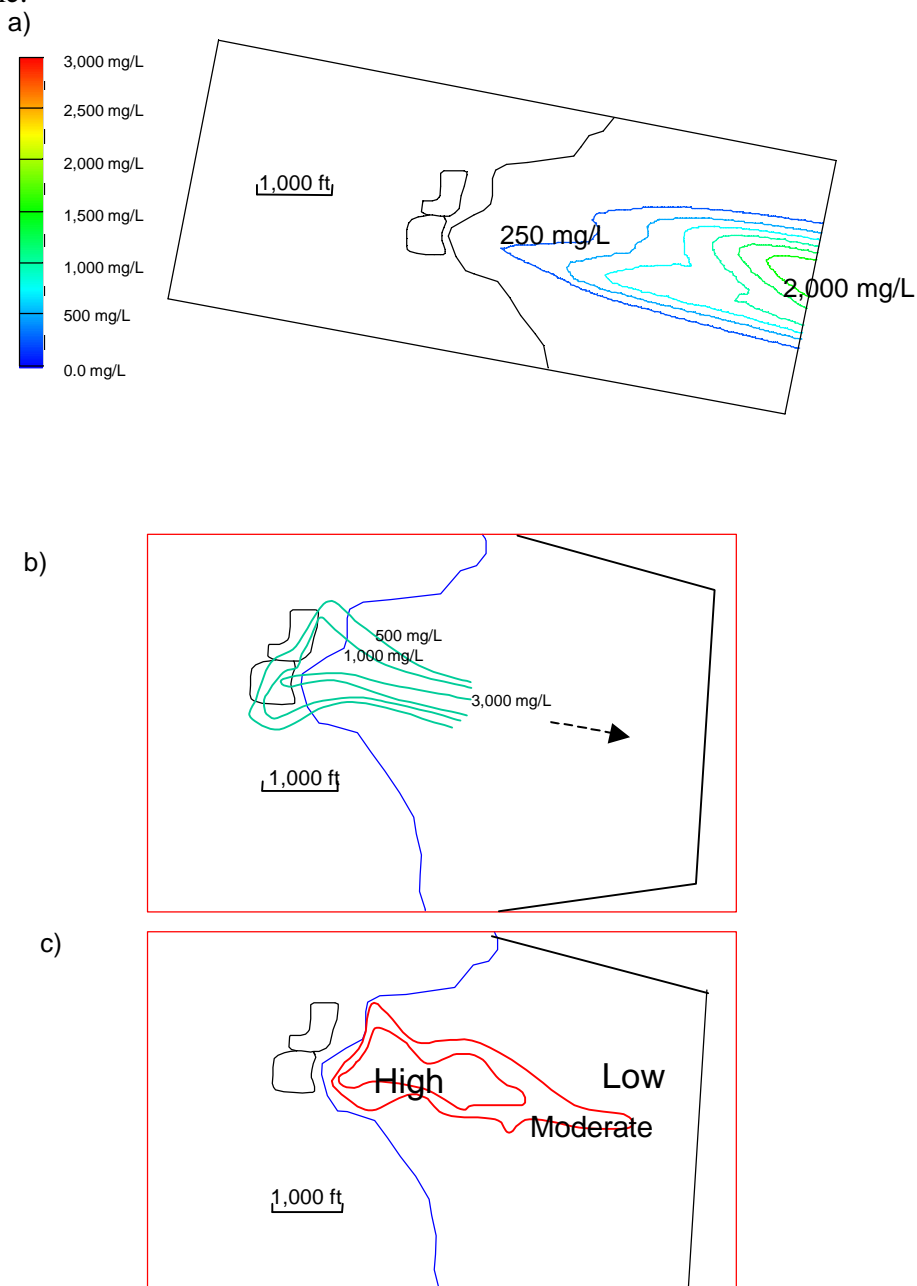 a)
3,000 mg/L
2,500 mg/L
2,000 mg/L
1,500 mg/L
1,000 mg/L
500 mg/L
0.0 mg/L
1,000 ft
250 mg/L
2,000 mg/L
b)
500 mg/L
1,000 mg/L
3,000 mg/L
1,000 ft
c)
High
Low
Moderate
1,000 ft